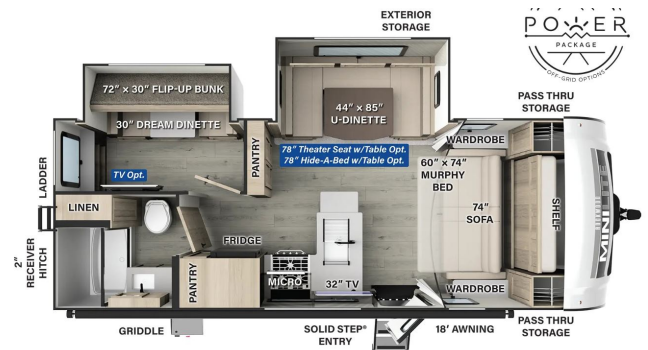 EXTERIOR
STORAGE
POWER
PACKAGE
OFF-GRID OPTIONS
72" x 30" FLIP-UP BUNK
30" DREAM DINETTE
TV Opt.
PANTRY
44" x 85"
U-DINETTE
78" Theater Seat w/Table Opt.
78" Hide-A-Bed w/Table Opt.
PASS THRU
STORAGE
WARDROBE
60" x 74"
MURPHY
BED
74"
SOFA
SHELF
MINI
LADDER
LINEN
2"
RECEIVER
HITCH
FRIDGE
PANTRY
MICRO
32" TV
WARDROBE
GRIDDLE
SOLID STEP®
ENTRY
18' AWNING
PASS THRU
STORAGE